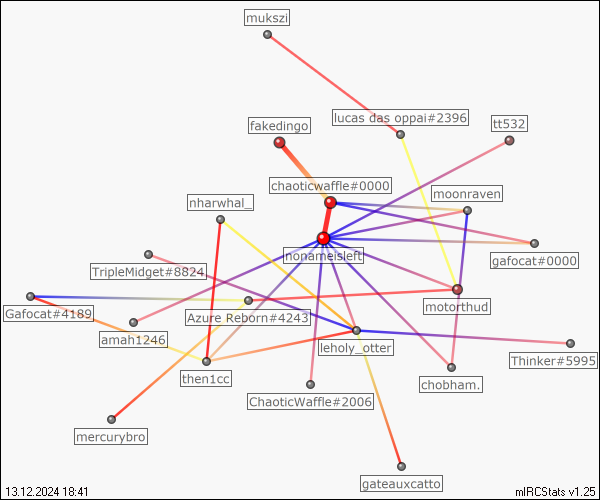 mukszi
lucas das oppai#2396
tt532
fakedingo
chaoticwaffle#0000
moonraven
nharwhal_
nonameisleft
gafocat#0000
TripleMidget#8824
Gafocat#4189
Azure Reborn#4243
motorthud
amah1246
leholy_otter
Thinker#5995
then1cc
chobham.
ChaoticWaffle#2006
mercurybro
gateauxcatto
13.12.2024 18:41
mIRCStats v1.25